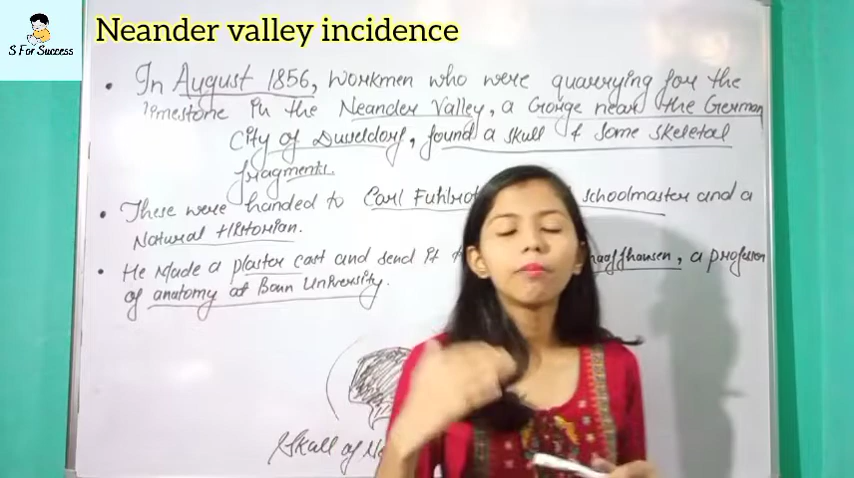 S For Success
Neander valley incidence
• In August 1856, workmen who were quarrying for the
limestone in the Neander Valley, a Gorge near the German
City of Dusseldorf, found a skull & some skeletal
fragments.
• These were handed to Carl Fuhlrot schoolmaster and a
Natural Historian.
• He made a plaster cast and send it haaffhausen, a professor
of anatomy at Bonn University.
Skull of